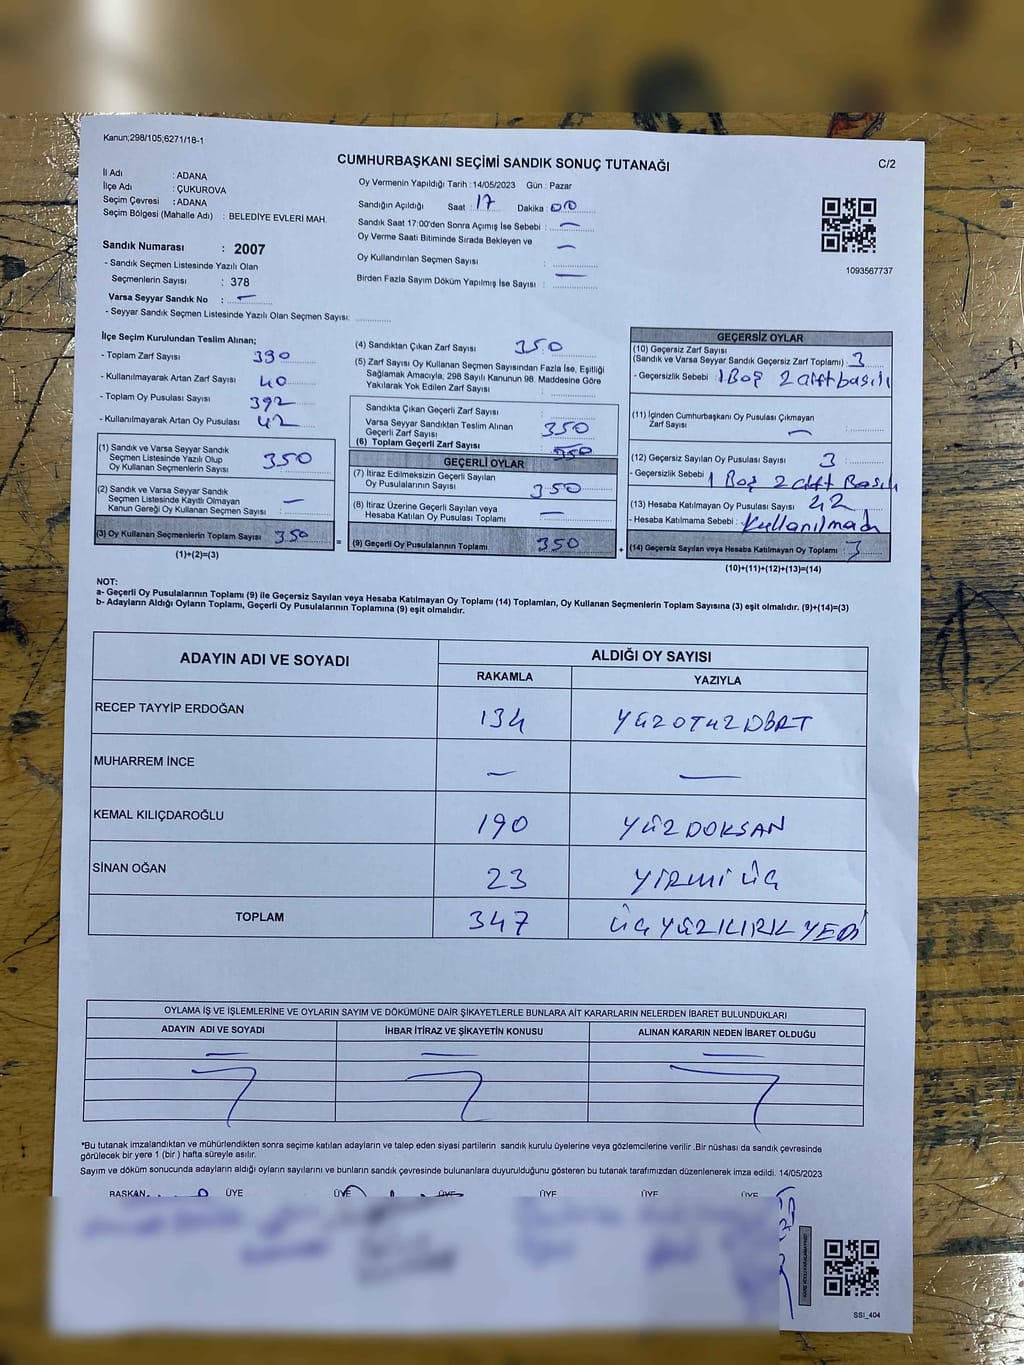 Kanun;298/105;6271/18-1
CUMHURBAŞKANI SEÇİMİ SANDIK SONUÇ TUTANAĞI
C/2
İl Adı : ADANA
İlçe Adı : ÇUKUROVA
Seçim Çevresi : ADANA
Seçim Bölgesi (Mahalle Adı) : BELEDİYE EVLERİ MAH.
Sandık Numarası : 2007
- Sandık Seçmen Listesinde Yazılı Olan
Seçmenlerin Sayısı : 378
Varsa Seyyar Sandık No : –
- Seyyar Sandık Seçmen Listesinde Yazılı Olan Seçmen Sayısı:
Oy Vermenin Yapıldığı Tarih : 14/05/2023 Gün : Pazar
Sandığın Açıldığı Saat : 17 Dakika 00
Sandık Saat 17:00'den Sonra Açımış İse Sebebi : –
Oy Verme Saati Bitiminde Sırada Bekleyen ve –
Oy Kullandırılan Seçmen Sayısı :
Birden Fazla Sayım Döküm Yapılmış İse Sayısı : –
1093567737
İlçe Seçim Kurulundan Teslim Alınan;
- Toplam Zarf Sayısı 390
- Kullanılmayarak Artan Zarf Sayısı 40
- Toplam Oy Pusulası Sayısı 392
- Kullanılmayarak Artan Oy Pusulası 42
(1) Sandık ve Varsa Seyyar Sandık
Seçmen Listesinde Yazılı Olup
Oy Kullanan Seçmenlerin Sayısı 350
(2) Sandık ve Varsa Seyyar Sandık
Seçmen Listesinde Kayıtlı Olmayan
Kanun Gereği Oy Kullanan Seçmen Sayısı : –
(3) Oy Kullanan Seçmenlerin Toplam Sayısı 350
(1)+(2)=(3)
=
(4) Sandıktan Çıkan Zarf Sayısı 350
(5) Zarf Sayısı Oy Kullanan Seçmen Sayısından Fazla İse, Eşitliği
Sağlamak Amacıyla, 298 Sayılı Kanunun 98. Maddesine Göre
Yakılarak Yok Edilen Zarf Sayısı :
Sandıkta Çıkan Geçerli Zarf Sayısı :
Varsa Seyyar Sandıktan Teslim Alınan
Geçerli Zarf Sayısı 350
(6) Toplam Geçerli Zarf Sayısı 350
GEÇERLİ OYLAR
(7) İtiraz Edilmeksizin Geçerli Sayılan
Oy Pusulalarının Sayısı 350
(8) İtiraz Üzerine Geçerli Sayılan veya
Hesaba Katılan Oy Pusulası Toplamı –
(9) Geçerli Oy Pusulalarının Toplamı 350
+
GEÇERSİZ OYLAR
(10) Geçersiz Zarf Sayısı
(Sandık ve Varsa Seyyar Sandık Geçersiz Zarf Toplamı) 3
- Geçersizlik Sebebi : 1 Boş 2 çift basılı
(11) İçinden Cumhurbaşkanı Oy Pusulası Çıkmayan
Zarf Sayısı –
(12) Geçersiz Sayılan Oy Pusulası Sayısı 3
- Geçersizlik Sebebi 1 Boş 2 çift Basılı
(13) Hesaba Katılmayan Oy Pusulası Sayısı 42
- Hesaba Katılmama Sebebi : Kullanılmadı
(14) Geçersiz Sayılan veya Hesaba Katılmayan Oy Toplamı 3
(10)+(11)+(12)+(13)=(14)
NOT:
a- Geçerli Oy Pusulalarının Toplamı (9) ile Geçersiz Sayılan veya Hesaba Katılmayan Oy Toplamı (14) Toplamları, Oy Kullanan Seçmenlerin Toplam Sayısına (3) eşit olmalıdır. (9)+(14)=(3)
b- Adayların Aldığı Oyların Toplamı, Geçerli Oy Pusulalarının Toplamına (9) eşit olmalıdır.
ADAYIN ADI VE SOYADI
ALDIĞI OY SAYISI
RAKAMLA YAZIYLA
RECEP TAYYİP ERDOĞAN 134 YÜZOTUZDÖRT
MUHARREM İNCE – –
KEMAL KILIÇDAROĞLU 190 YÜZ DOKSAN
SİNAN OĞAN 23 YİRMİ ÜÇ
TOPLAM 347 ÜÇ YÜZ KIRK YEDİ
OYLAMA İŞ VE İŞLEMLERİNE VE OYLARIN SAYIM VE DÖKÜMÜNE DAİR ŞİKAYETLERLE BUNLARA AİT KARARLARIN NELERDEN İBARET BULUNDUKLARI
ADAYIN ADI VE SOYADI İHBAR İTİRAZ VE ŞİKAYETİN KONUSU ALINAN KARARIN NEDEN İBARET OLDUĞU
*Bu tutanak imzalandıktan ve mühürlendikten sonra seçime katılan adayların ve talep eden siyasi partilerin sandık kurulu üyelerine veya gözlemcilerine verilir .Bir nüshası da sandık çevresinde
görülecek bir yere 1 (bir ) hafta süreyle asılır.
Sayım ve döküm sonucunda adayların aldığı oyların sayılarını ve bunların sandık çevresinde bulunanlara duyurulduğunu gösteren bu tutanak tarafımızdan düzenlenerek imza edildi. 14/05/2023
BAŞKAN ÜYE ÜYE ÜYE ÜYE ÜYE ÜYE
SSI_404